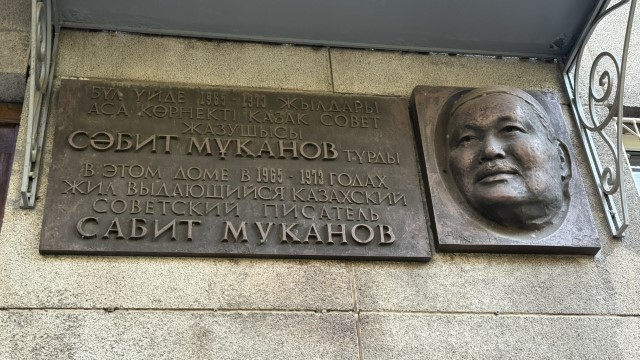 БҰЛ ҮЙДЕ 1965-1973 ЖЫЛДАРЫ
АСА КӨРНЕКТІ ҚАЗАҚ СОВЕТ
ЖАЗУШЫСЫ
СӘБИТ МҰҚАНОВ ТҰРДЫ
В ЭТОМ ДОМЕ В 1965-1973 ГОДАХ
ЖИЛ ВЫДАЮЩИЙСЯ КАЗАХСКИЙ
СОВЕТСКИЙ ПИСАТЕЛЬ
САБИТ МУКАНОВ